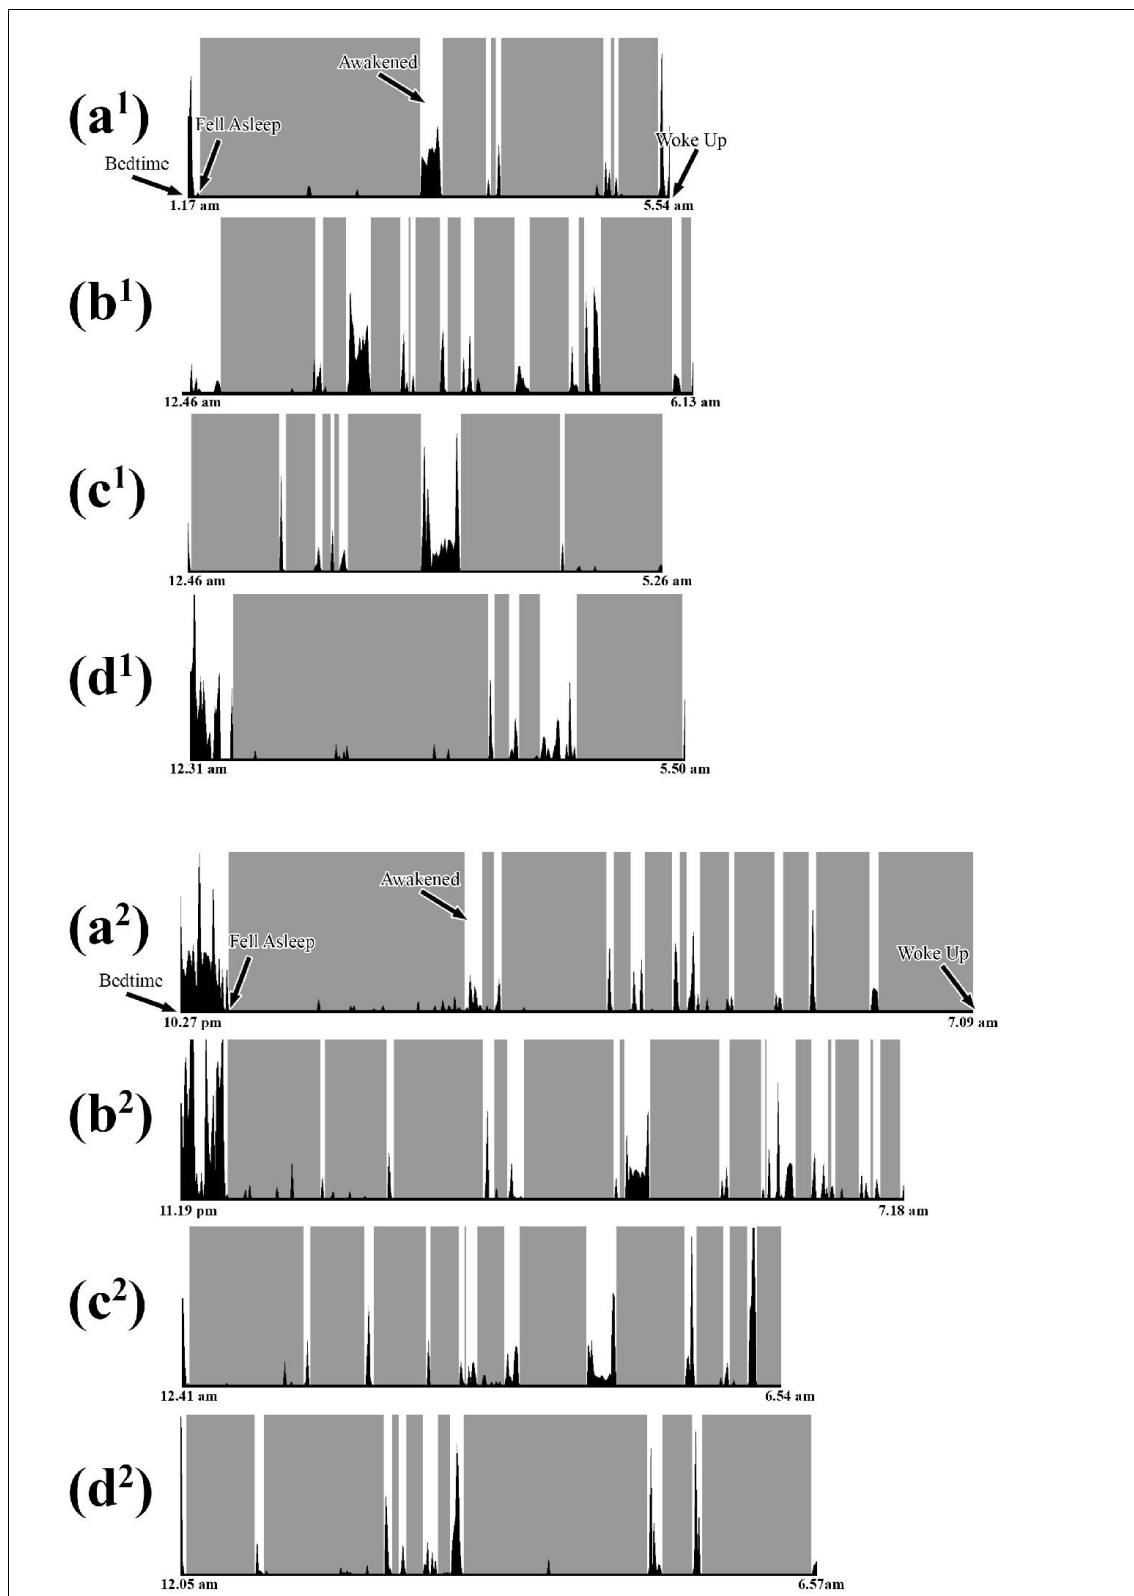 Awakened
(a¹)
Fell Asleep
Woke Up
Bedtime
1.17 am
5.54 am
(b¹)
12.46 am
6.13 am
(c¹)
12.46 am
5.26 am
(d¹)
12.31 am
5.50 am
Awakened
(a²)
Fell Asleep
Woke Up
Bedtime
10.27 pm
7.09 am
(b²)
11.19 pm
7.18 am
(c²)
12.41 am
6.54 am
(d²)
12.05 am
6.57am